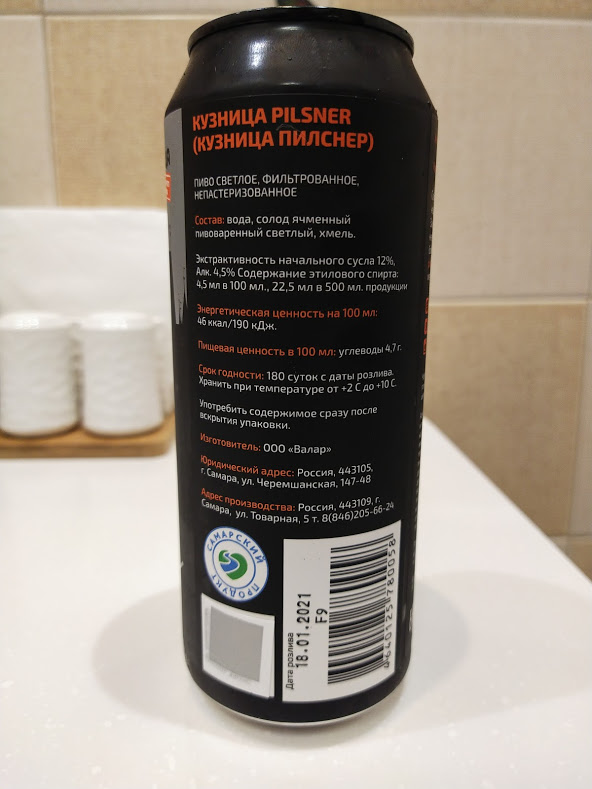 КУЗНИЦА PILSNER
(КУЗНИЦА ПИЛСНЕР)
ПИВО СВЕТЛОЕ, ФИЛЬТРОВАННОЕ,
НЕПАСТЕРИЗОВАННОЕ
Состав: вода, солод ячменный
пивоваренный светлый, хмель.
Экстрактивность начального сусла 12%,
Алк. 4,5% Содержание этилового спирта:
4,5 мл в 100 мл., 22,5 мл в 500 мл. продукции
Энергетическая ценность на 100 мл:
46 ккал/190 кДж.
Пищевая ценность в 100 мл: углеводы 4,7 г.
Срок годности: 180 суток с даты розлива.
Хранить при температуре от +2 С до +10 С.
Употребить содержимое сразу после
вскрытия упаковки.
Изготовитель: ООО «Валар»
Юридический адрес: Россия, 443105,
г. Самара, ул. Черемшанская, 147-48
Адрес производства: Россия, 443109, г.
Самара, ул. Товарная, 5 т. 8(846)205-66-24
САМАРСКИЙ
ПРОДУКТ
Дата розлива
18.01.2021
F9
4640125780058